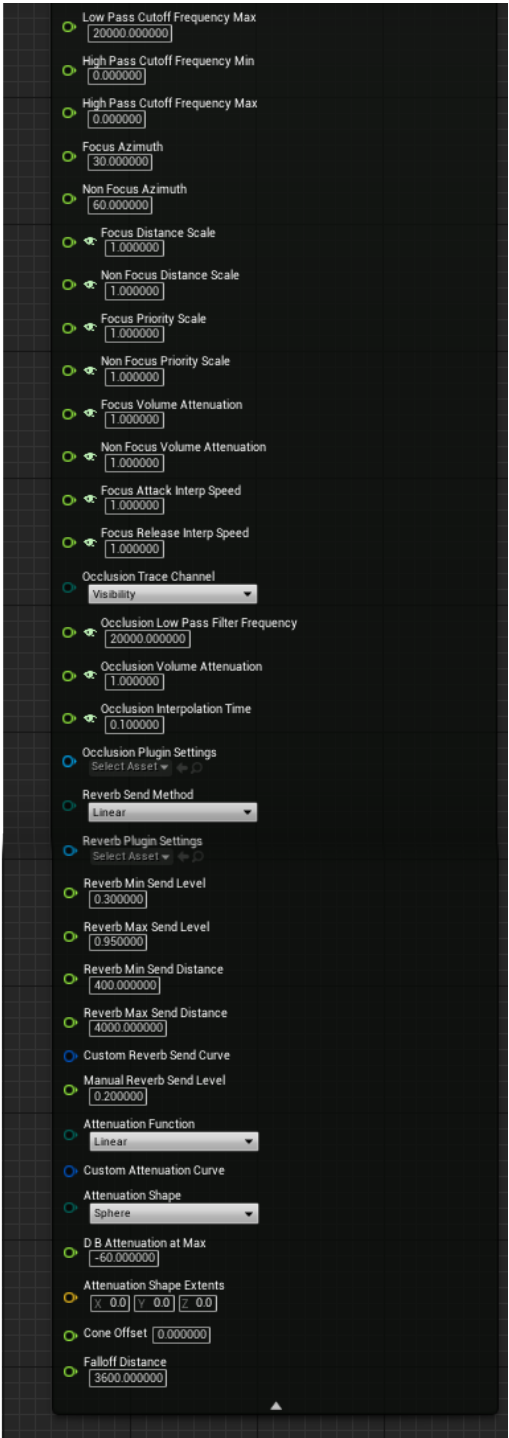 Low Pass Cutoff Frequency Max
20000.000000
High Pass Cutoff Frequency Min
0.000000
High Pass Cutoff Frequency Max
0.000000
Focus Azimuth
30.000000
Non Focus Azimuth
60.000000
Focus Distance Scale
1.000000
Non Focus Distance Scale
1.000000
Focus Priority Scale
1.000000
Non Focus Priority Scale
1.000000
Focus Volume Attenuation
1.000000
Non Focus Volume Attenuation
1.000000
Focus Attack Interp Speed
1.000000
Focus Release Interp Speed
1.000000
Occlusion Trace Channel
Visibility
Occlusion Low Pass Filter Frequency
20000.000000
Occlusion Volume Attenuation
1.000000
Occlusion Interpolation Time
0.100000
Occlusion Plugin Settings
Select Asset
Reverb Send Method
Linear
Reverb Plugin Settings
Select Asset
Reverb Min Send Level
0.300000
Reverb Max Send Level
0.950000
Reverb Min Send Distance
400.000000
Reverb Max Send Distance
4000.000000
Custom Reverb Send Curve
Manual Reverb Send Level
0.200000
Attenuation Function
Linear
Custom Attenuation Curve
Attenuation Shape
Sphere
D B Attenuation at Max
-60.000000
Attenuation Shape Extents
X 0.0 Y 0.0 Z 0.0
Cone Offset 0.000000
Falloff Distance
3600.000000